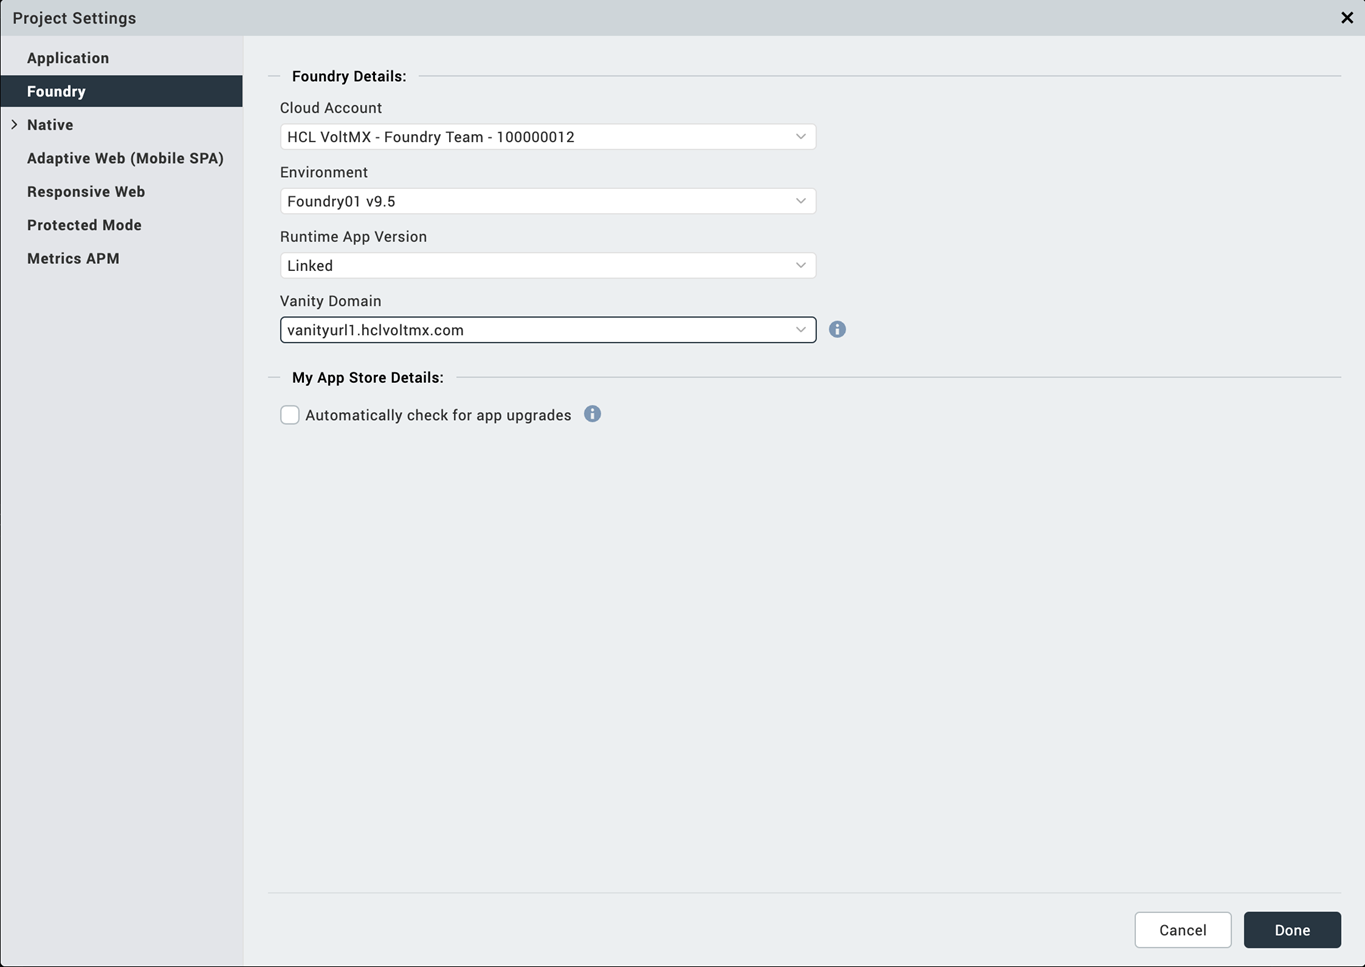 Project Settings
Application
Foundry
Native
Adaptive Web (Mobile SPA)
Responsive Web
Protected Mode
Metrics APM
Foundry Details:
Cloud Account
HCL VoltMX - Foundry Team - 100000012
Environment
Foundry01 v9.5
Runtime App Version
Linked
Vanity Domain
vanityurl1.hclvoltmx.com
My App Store Details:
Automatically check for app upgrades
Cancel
Done